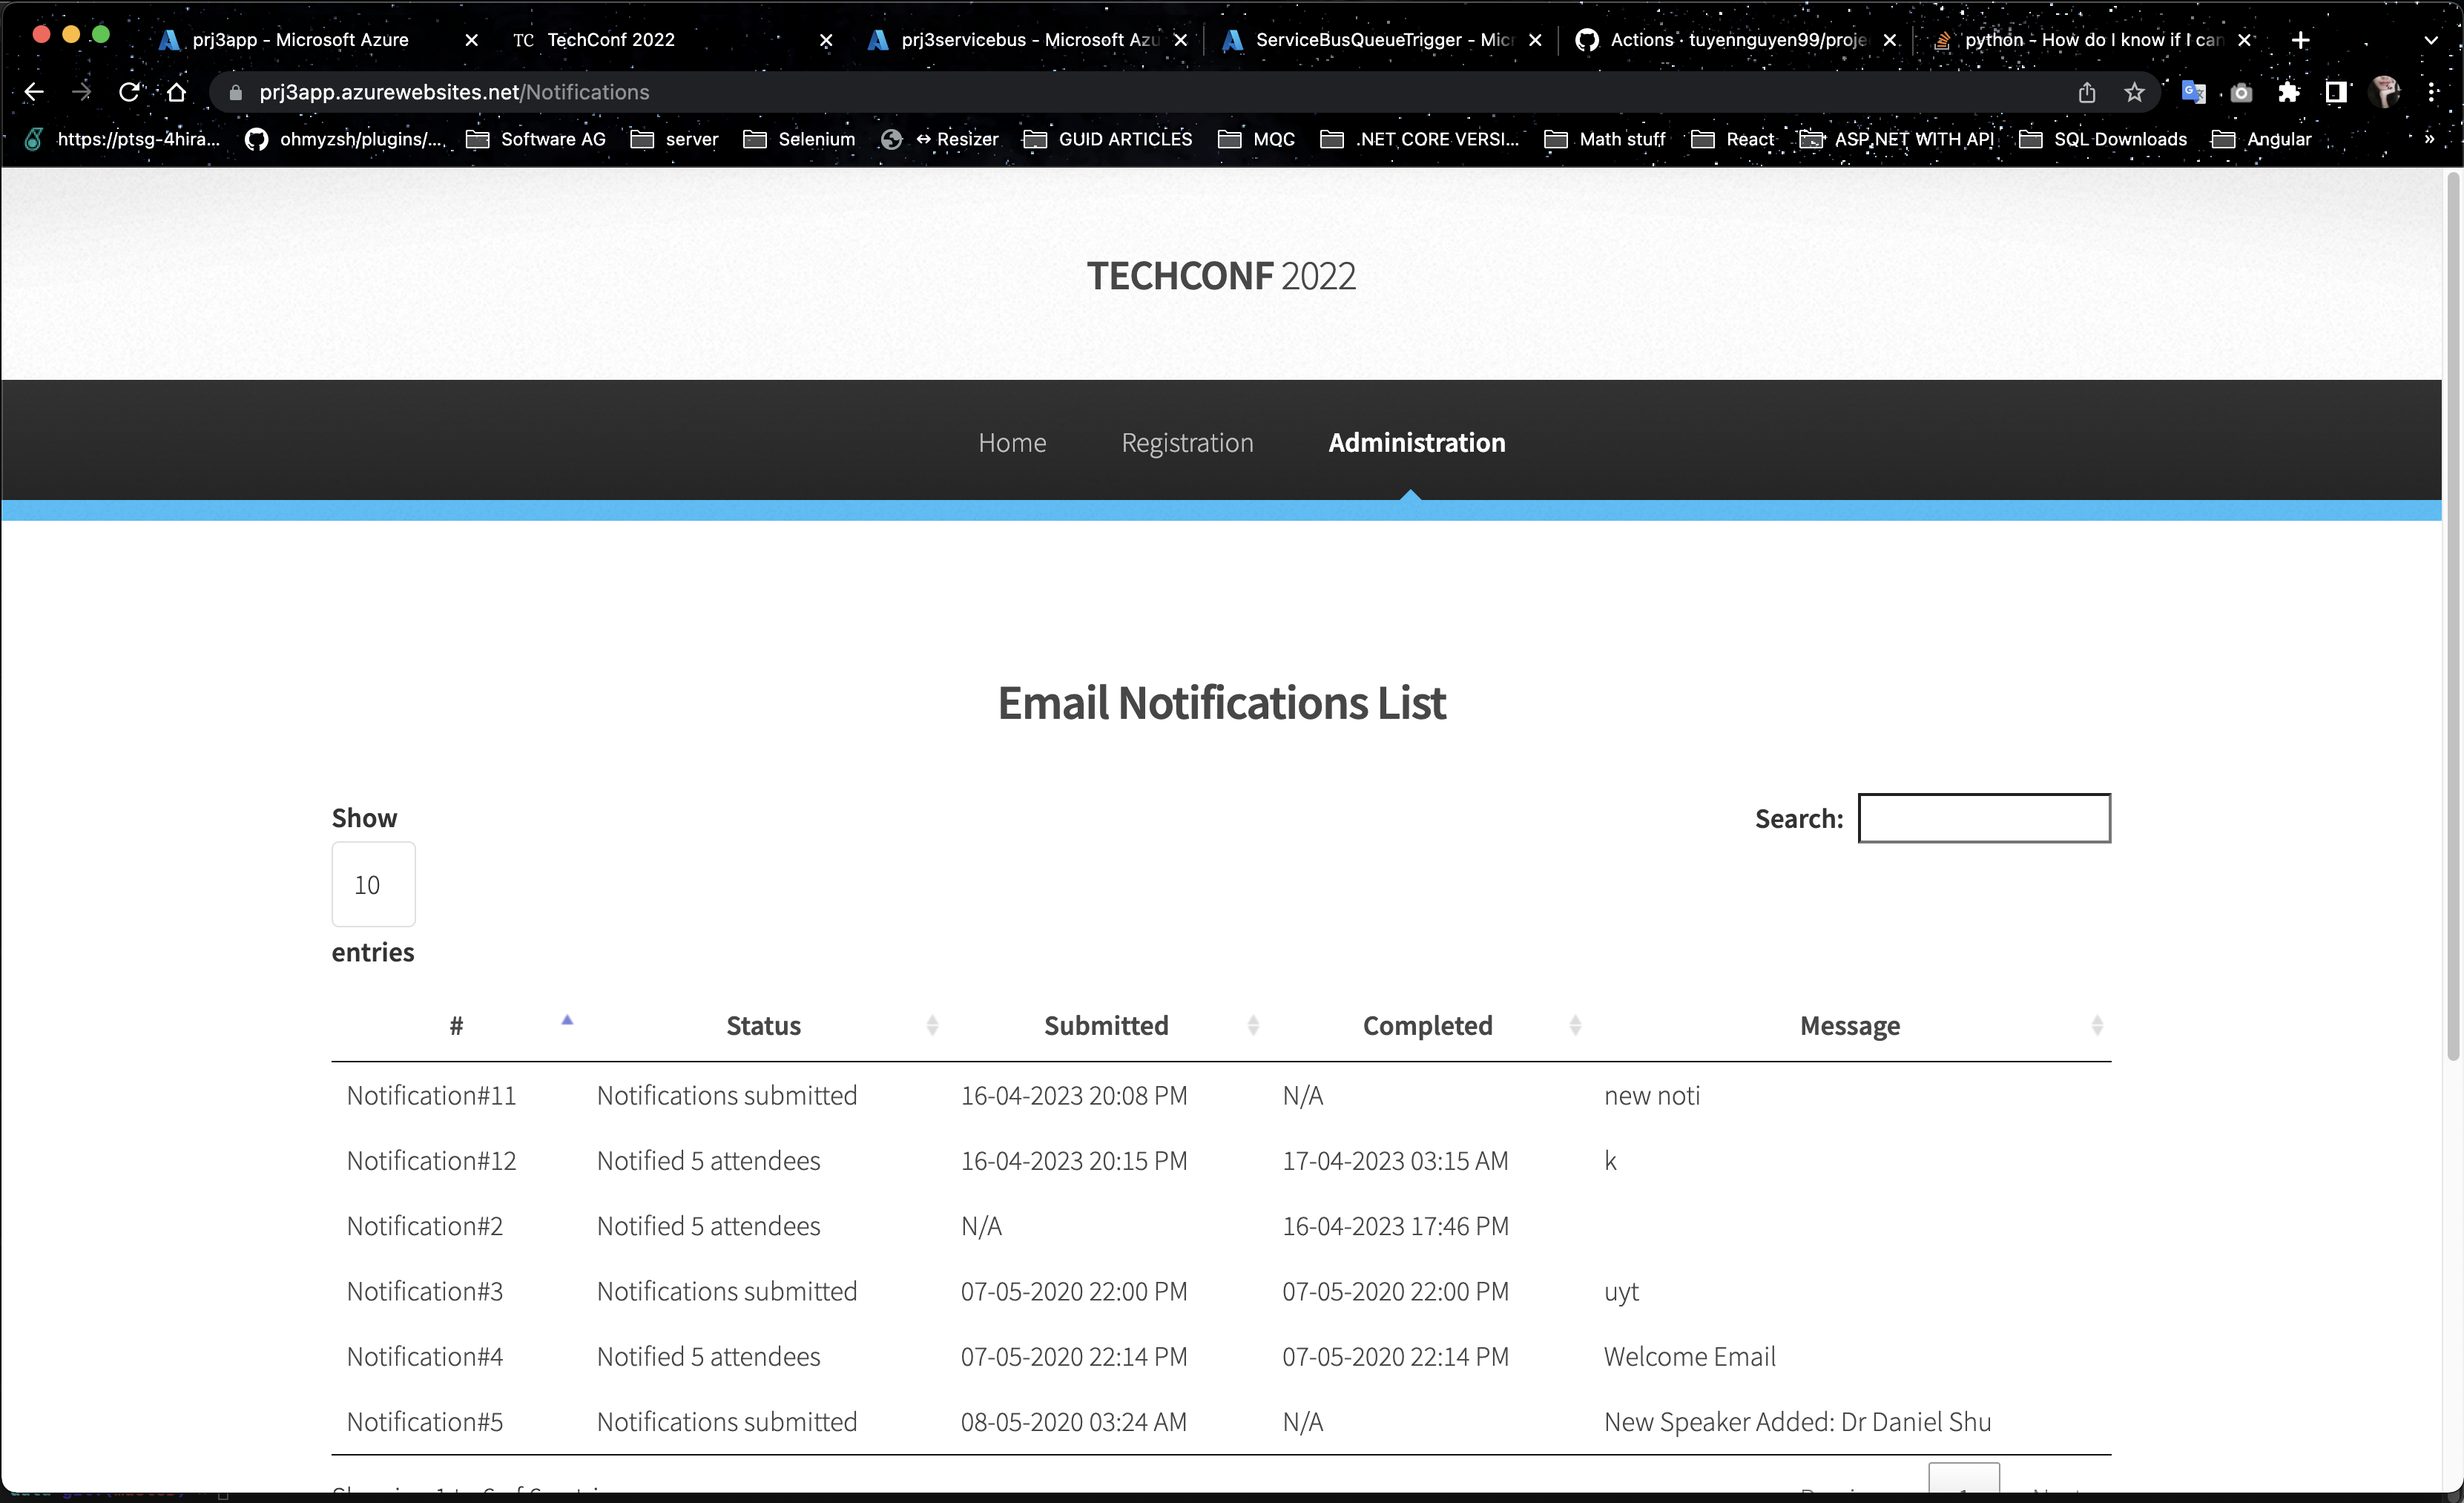 prj3app - Microsoft Azure
TC TechConf 2022
prj3servicebus - Microsoft Azu
ServiceBusQueueTrigger - Micr
Actions · tuyennguyen99/proje
python - How do I know if I can
prj3app.azurewebsites.net/Notifications
https://ptsg-4hira...
ohmyzsh/plugins/...
Software AG
server
Selenium
↔ Resizer
GUID ARTICLES
MQC
.NET CORE VERSI...
Math stuff
React
ASP.NET WITH API
SQL Downloads
Angular
»
TECHCONF 2022
Home Registration Administration
Email Notifications List
Show
10
entries
Search:
# Status Submitted Completed Message
Notification#11 Notifications submitted 16-04-2023 20:08 PM N/A new noti
Notification#12 Notified 5 attendees 16-04-2023 20:15 PM 17-04-2023 03:15 AM k
Notification#2 Notified 5 attendees N/A 16-04-2023 17:46 PM
Notification#3 Notifications submitted 07-05-2020 22:00 PM 07-05-2020 22:00 PM uyt
Notification#4 Notified 5 attendees 07-05-2020 22:14 PM 07-05-2020 22:14 PM Welcome Email
Notification#5 Notifications submitted 08-05-2020 03:24 AM N/A New Speaker Added: Dr Daniel Shu